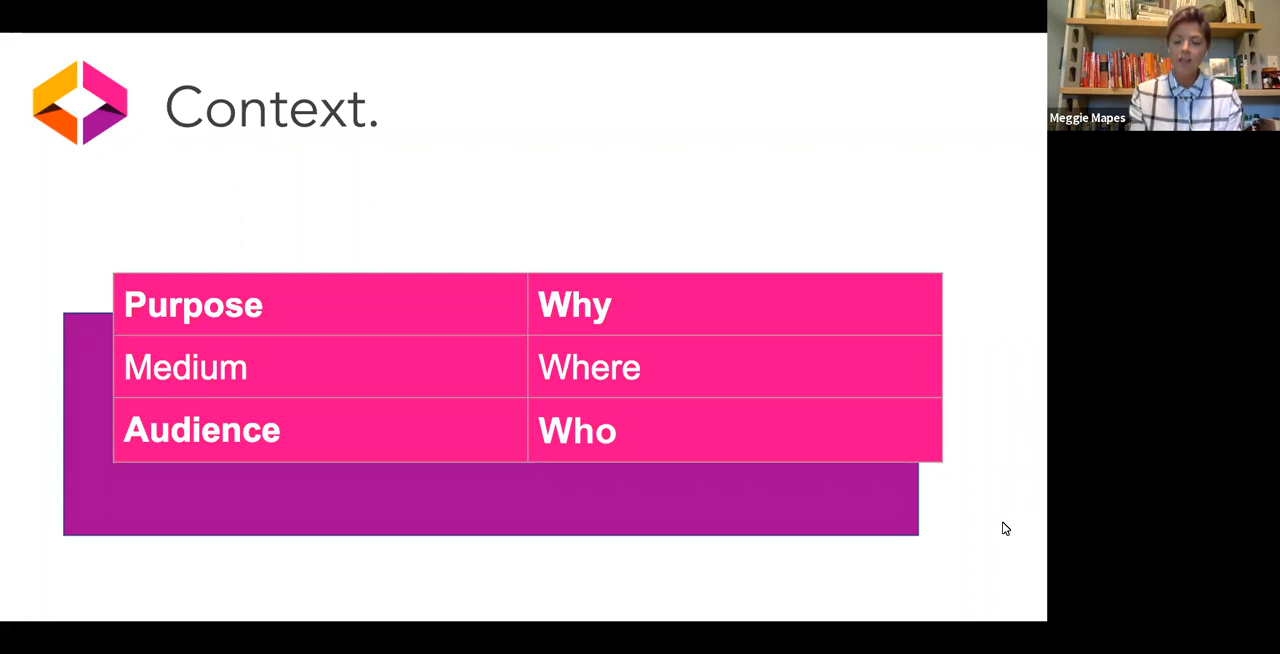 Context.
Purpose Why
Medium Where
Audience Who
Meggie Mapes